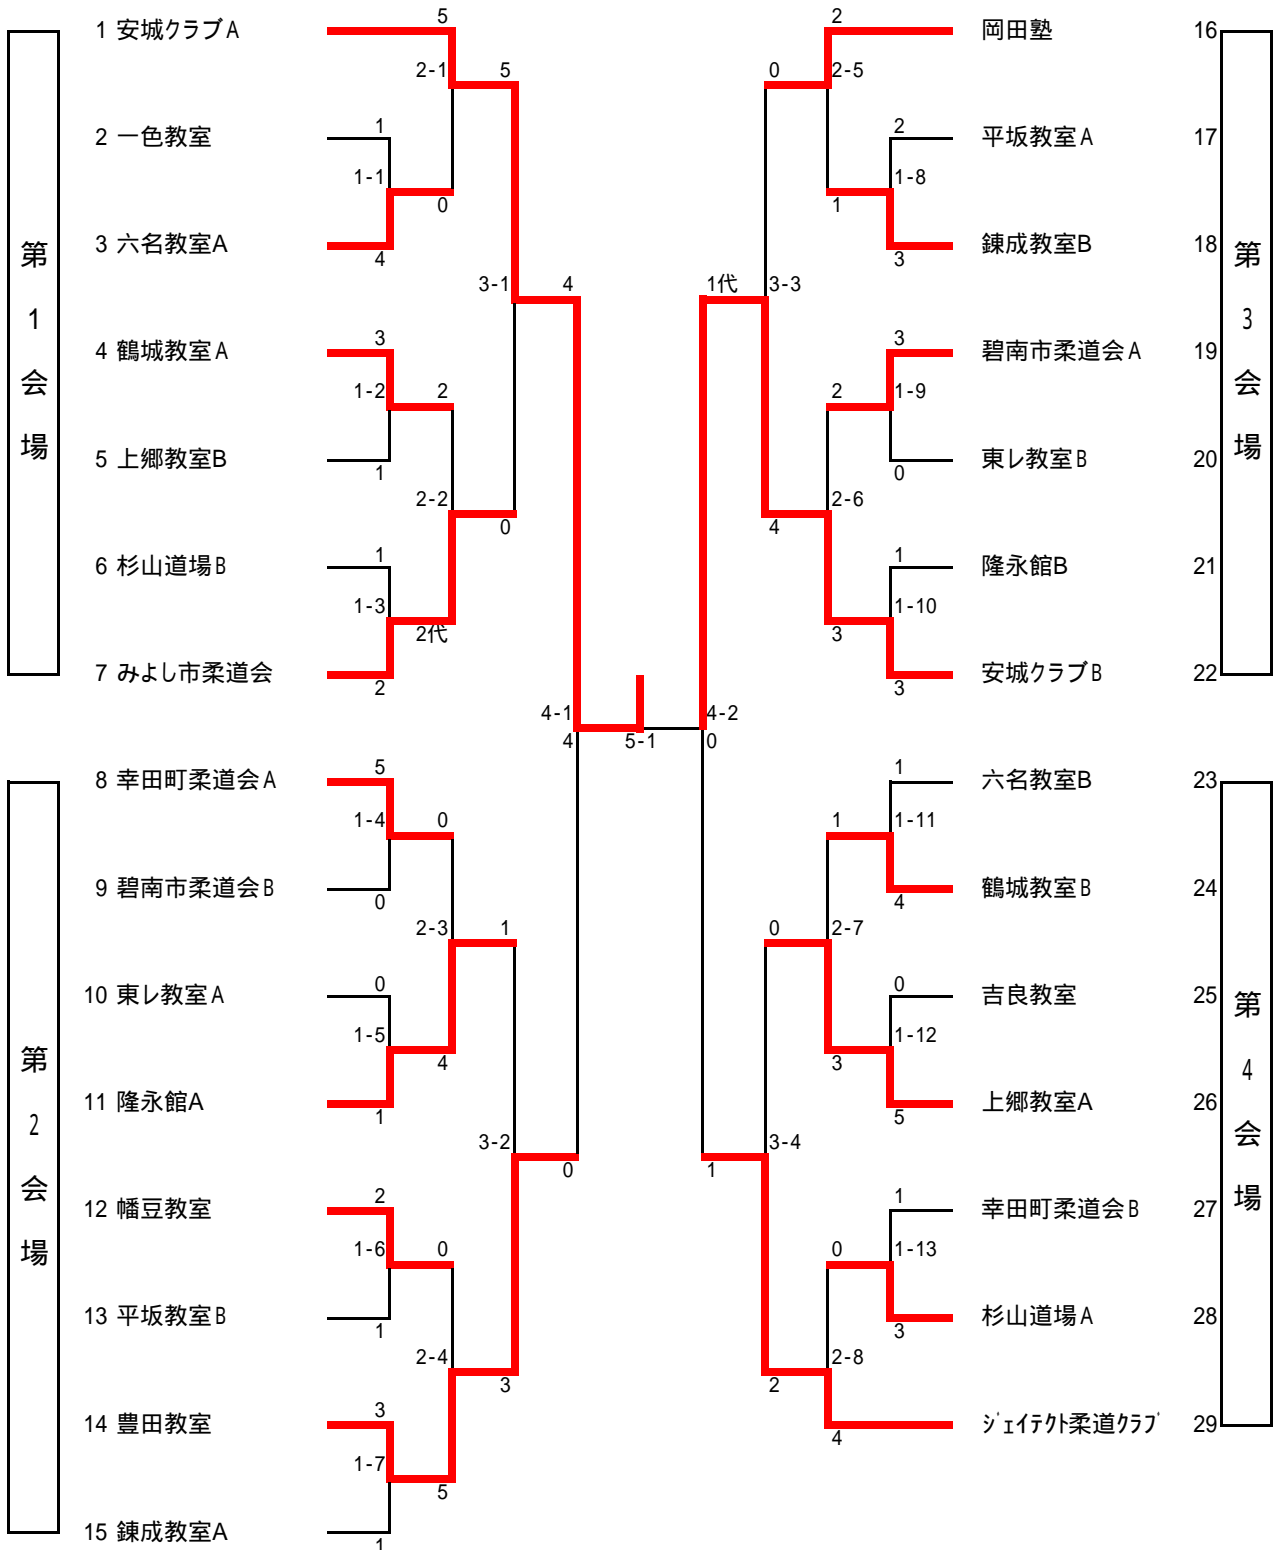 5
2
1 安城クラブA
岡田塾
16
2-1
5
0
2-5
1
2
2 一色教室
平坂教室A
17
1-1
1-8
0
1
3 六名教室A
4
錬成教室B
18
3
第1会場
第3会場
3-1
4
1代
3-3
3
3
4 鶴城教室A
碧南市柔道会A
19
1-2
2
2
1-9
5 上郷教室B
1
東レ教室B
20
0
2-2
2-6
0
4
1
1
6 杉山道場B
隆永館B
21
1-3
1-10
2代
3
7 みよし市柔道会
2
安城クラブB
22
3
4-1
4-2
4
5-1
0
5
1
8 幸田町柔道会A
六名教室B
23
1-4
0
1
1-11
9 碧南市柔道会B
0
鶴城教室B
24
4
2-3
1
0
2-7
0
0
10 東レ教室A
吉良教室
25
1-5
1-12
4
3
11 隆永館A
1
上郷教室A
26
5
第2会場
第4会場
3-2
3-4
0
1
2
1
12 幡豆教室
幸田町柔道会B
27
1-6
0
0
1-13
13 平坂教室B
1
杉山道場A
28
3
2-4
2-8
3
2
3
14 豊田教室
ジェイテクト柔道クラブ
29
4
1-7
5
15 錬成教室A
1